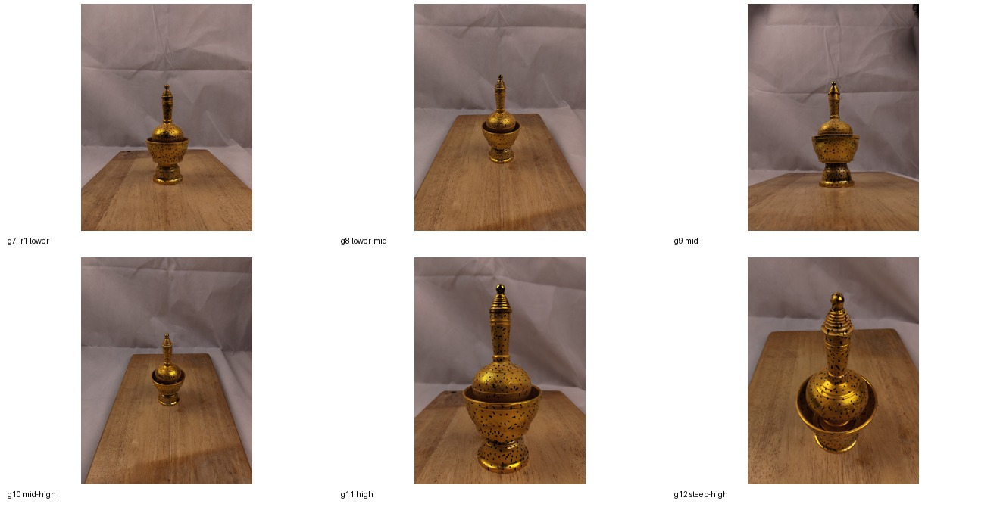 g7_r1 lower
g8 lower-mid
g9 mid
g10 mid-high
g11 high
g12 steep-high